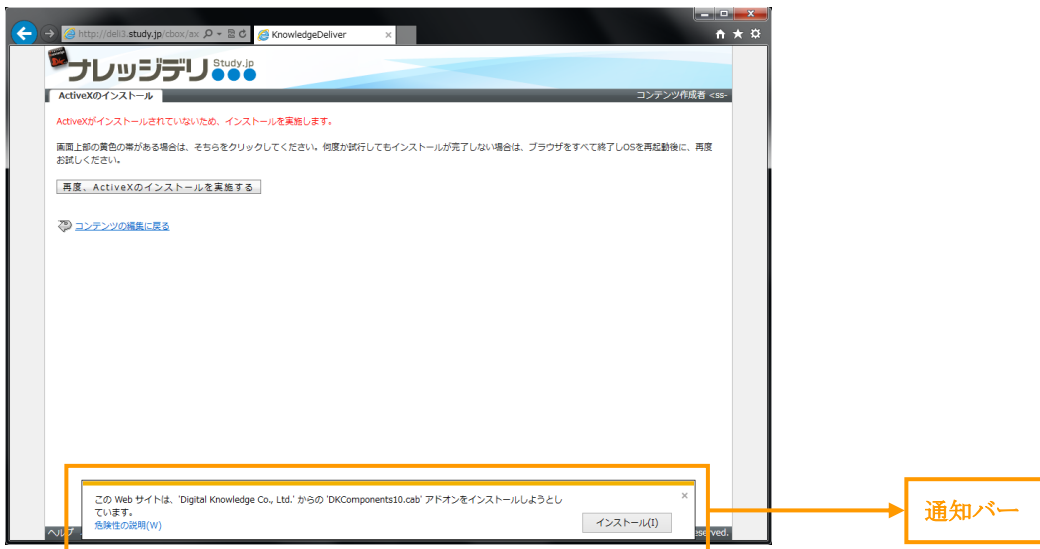 http://deli3.study.jp/cbox/ax
KnowledgeDeliver
ナレッジデリ
Study.jp
ActiveXのインストール
コンテンツ作成者 <ss-
ActiveXがインストールされていないため、インストールを実施します。
画面上部の黄色の帯がある場合は、そちらをクリックしてください。何度か試行してもインストールが完了しない場合は、ブラウザをすべて終了しOSを再起動後に、再度
お試しください。
再度、ActiveXのインストールを実施する
コンテンツの編集に戻る
この Web サイトは、'Digital Knowledge Co., Ltd.' からの 'DKComponents10.cab' アドオンをインストールしようとし
ています。
危険性の説明(W)
インストール(I)
ヘルプ
served.
通知バー